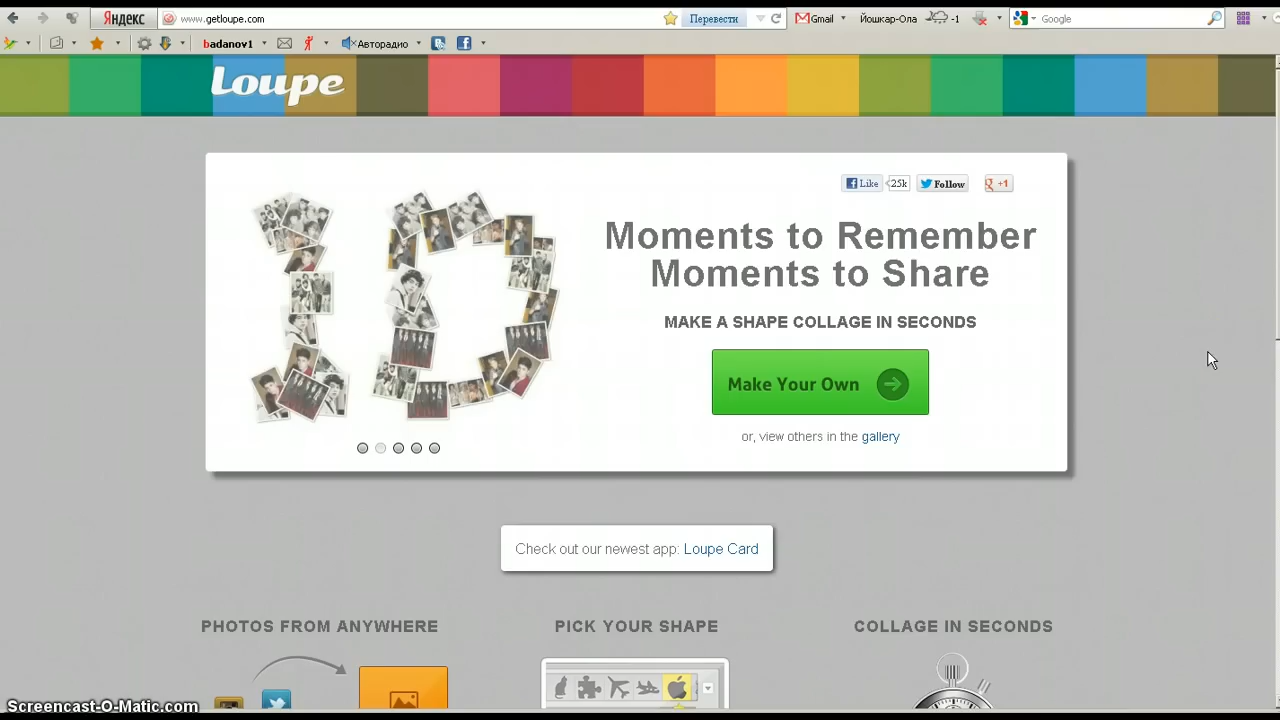 Яндекс
www.getloupe.com
Перевести
Gmail
Йошкар-Ола
-1
Google
badanov1
Авторадио
Loupe
Like
25k
Follow
+1
Moments to Remember
Moments to Share
MAKE A SHAPE COLLAGE IN SECONDS
Make Your Own
or, view others in the gallery
Check out our newest app: Loupe Card
PHOTOS FROM ANYWHERE
PICK YOUR SHAPE
COLLAGE IN SECONDS
Screencast-O-Matic.com